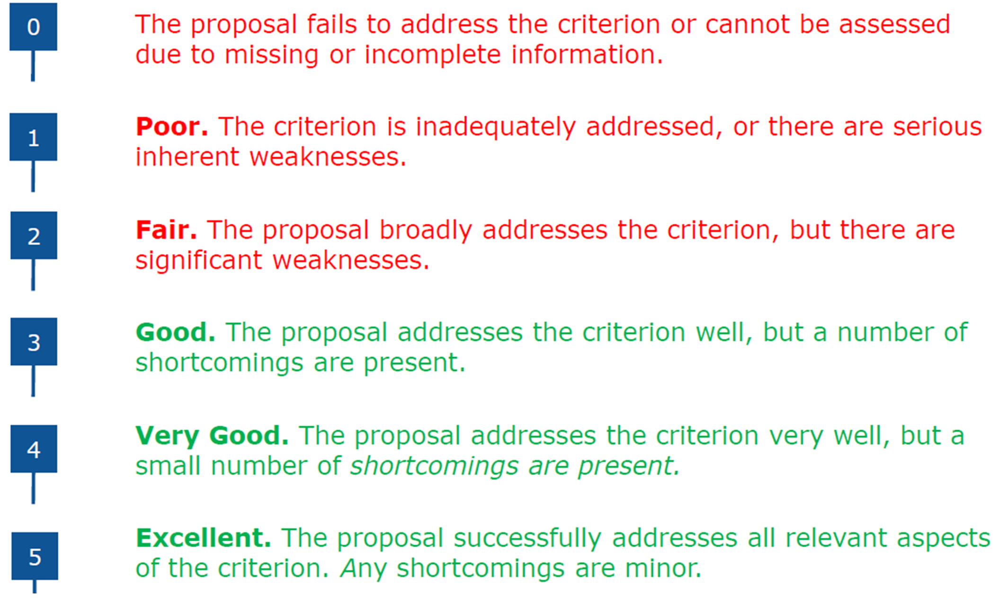 0
The proposal fails to address the criterion or cannot be assessed
due to missing or incomplete information.
1
Poor. The criterion is inadequately addressed, or there are serious
inherent weaknesses.
2
Fair. The proposal broadly addresses the criterion, but there are
significant weaknesses.
3
Good. The proposal addresses the criterion well, but a number of
shortcomings are present.
4
Very Good. The proposal addresses the criterion very well, but a
small number of shortcomings are present.
5
Excellent. The proposal successfully addresses all relevant aspects
of the criterion. Any shortcomings are minor.